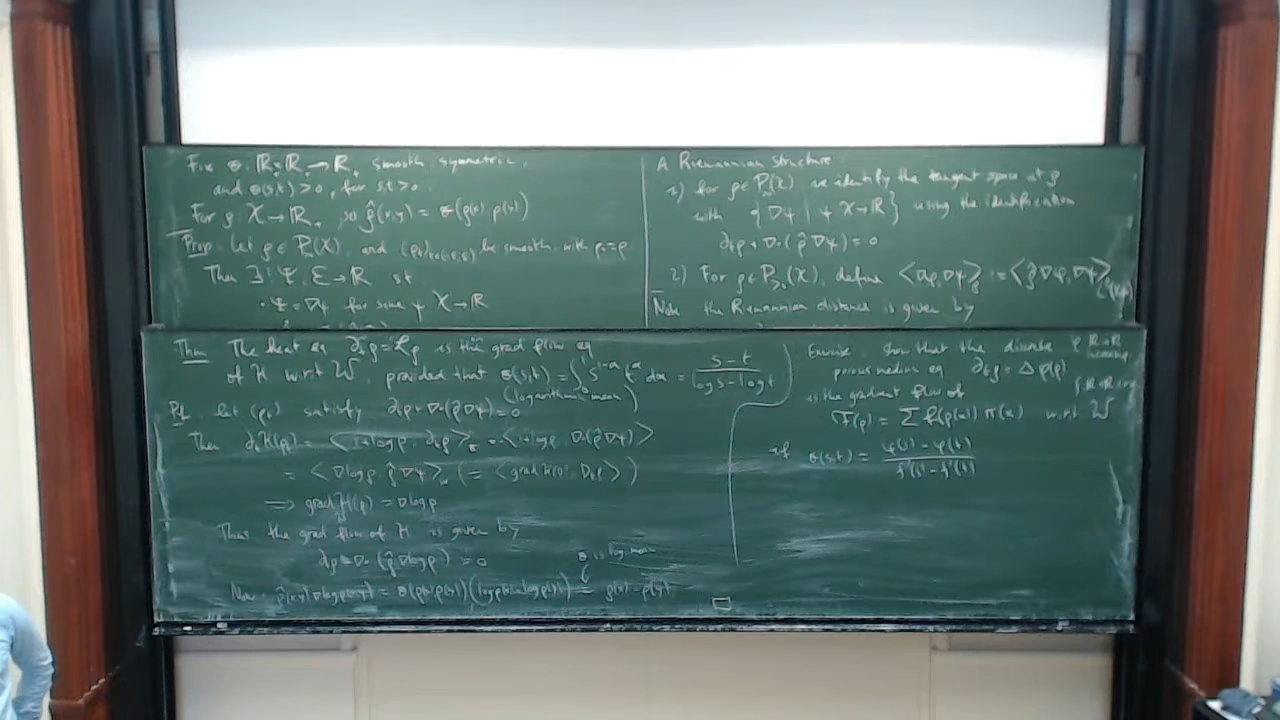 Fix θ: ℝ₊×ℝ₊ → ℝ₊ smooth, symmetric,
and θ(s,t) > 0, for s,t > 0
For ρ: X → ℝ₊, ρ̂(x,y) = θ(ρ(x), ρ(y))
Prop. Let ρ ∈ P(X), and (ρt) be smooth, with ρ₀ = ρ
Then ∃! Ψ: E → ℝ st
· Ψ = ∇ψ for some ψ: X → ℝ
A Riemannian Structure
1) for ρ ∈ P(X) we identify the tangent space at ρ
with {∇ψ | ψ: X → ℝ} using the identification
∂tρ + ∇·(ρ̂∇ψ) = 0
2) For ρ ∈ P(X), define ⟨∇φ, ∇ψ⟩ρ := ⟨ρ̂∇φ, ∇ψ⟩
Note the Riemannian distance is given by
Thm The heat eq ∂tρ = Lρ is the grad flow eq
of H w.r.t. W, provided that θ(s,t) = ∫₀¹ s^{1-α} t^α dα = (s-t)/(log s - log t)
(logarithmic mean)
Pf Let (ρt) satisfy ∂tρ + ∇·(ρ̂∇ψ) = 0
Then ∂tH(ρ) = ⟨1+log ρ, ∂tρ⟩ = -⟨1+log ρ, ∇·(ρ̂∇ψ)⟩
= ⟨∇log ρ, ρ̂∇ψ⟩ (= ⟨grad H(ρ), Dtρ⟩)
⟹ grad H(ρ) = ∇log ρ
Thus the grad flow of H is given by
∂tρ = ∇·(ρ̂∇log ρ) = 0
θ is log. mean
Now: ρ̂(x,y)∇log ρ(x,y) = θ(ρ(x),ρ(y))(log ρ(x) - log ρ(y)) = ρ(x) - ρ(y)
□
Exercise: show that the discrete
porous medium eq ∂tρ = Δφ(ρ)
is the gradient flow of
F(ρ) = Σ f(ρ(x))π(x) w.r.t. W
if θ(s,t) = (φ(s) - φ(t))/(f'(s) - f'(t))